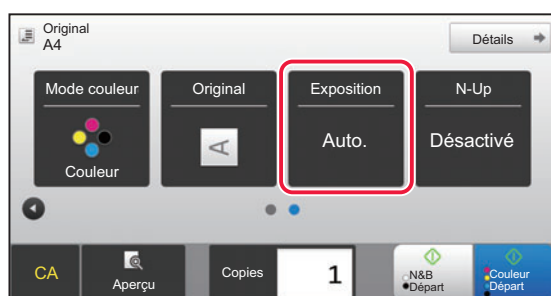 Original
A4
Détails
Mode couleur
Original
Exposition
N-Up
A
Auto.
Désactivé
Couleur
CA
Aperçu
Copies
1
N&B
Départ
Couleur
Départ